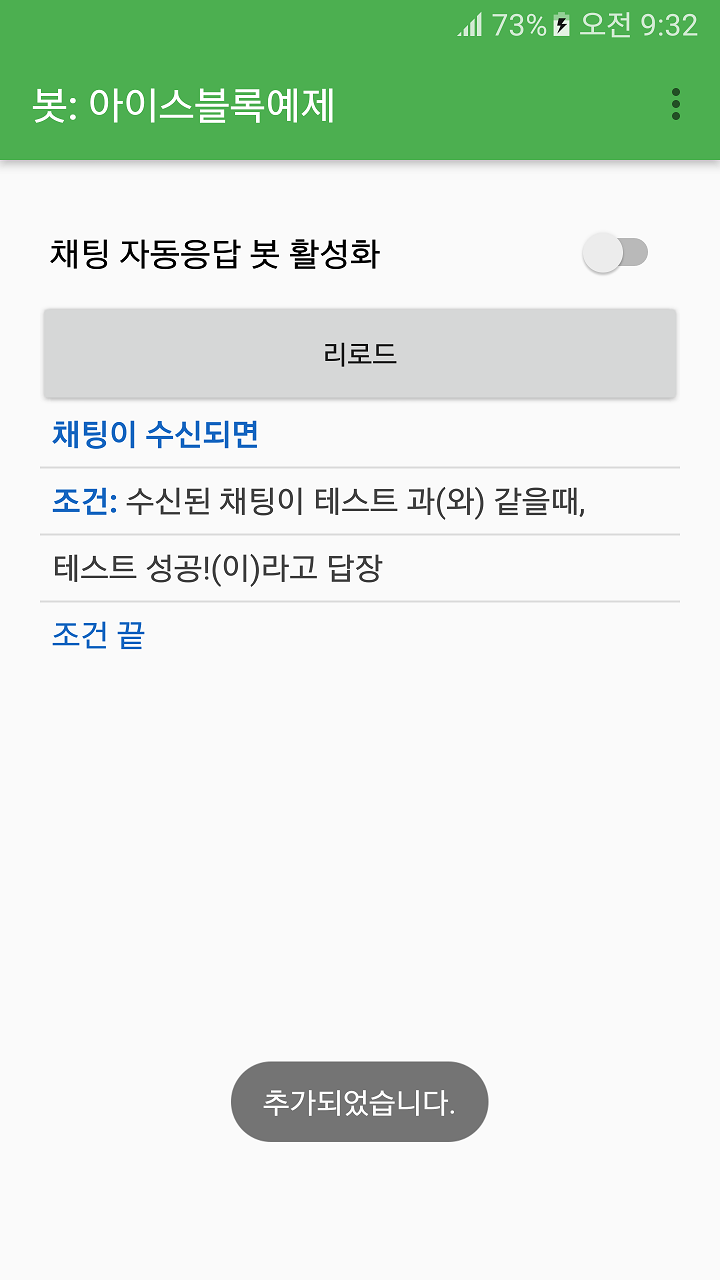 73% 오전 9:32
봇: 아이스블록예제
채팅 자동응답 봇 활성화
리로드
채팅이 수신되면
조건: 수신된 채팅이 테스트 과(와) 같을때,
테스트 성공!(이)라고 답장
조건 끝
추가되었습니다.